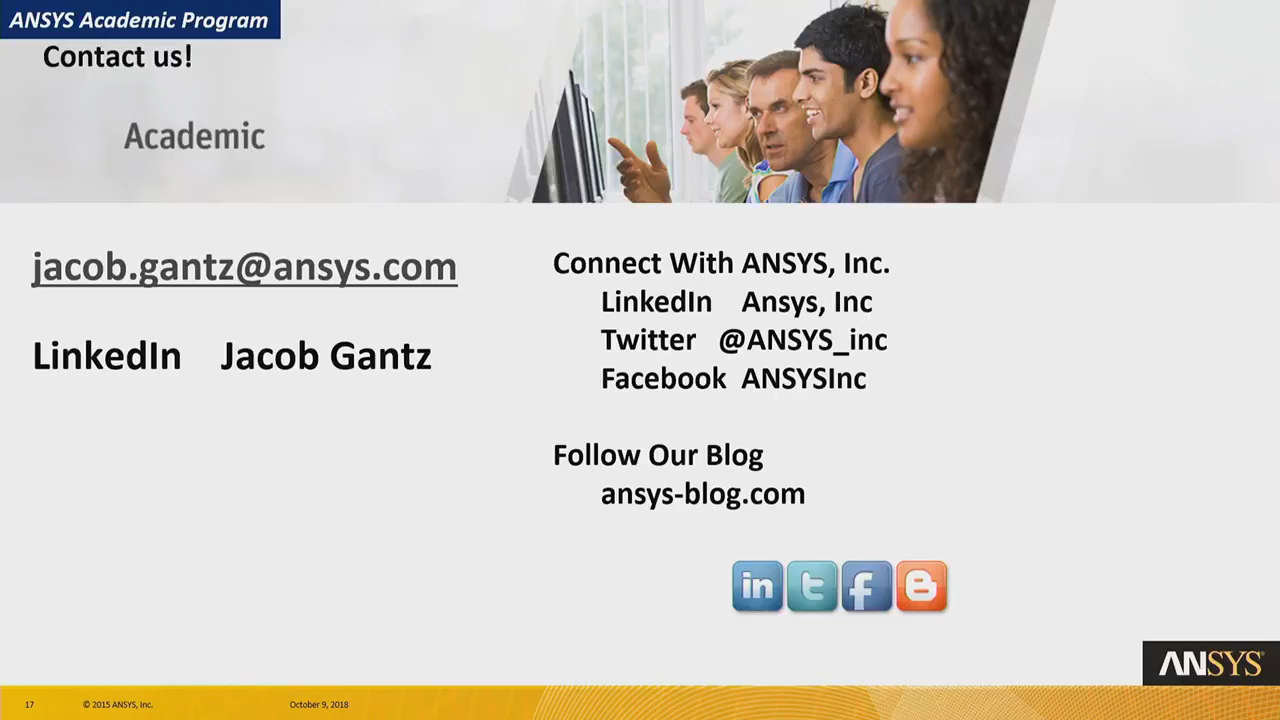 ANSYS Academic Program
Contact us!
Academic
jacob.gantz@ansys.com
LinkedIn Jacob Gantz
Connect With ANSYS, Inc.
LinkedIn Ansys, Inc
Twitter @ANSYS_inc
Facebook ANSYSInc
Follow Our Blog
ansys-blog.com
in t f B
ANSYS®
17 © 2015 ANSYS, Inc. October 9, 2018